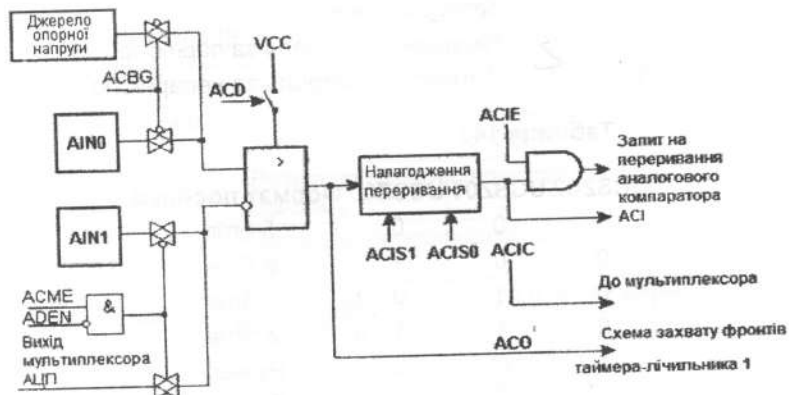 Джерело
опорної
напруги
ACBG
AIN0
AIN1
ACME
ADEN
&
Вихід
мультиплексора
АЦП
VCC
ACD
>
Налагодження
переривання
ACIS1 ACIS0
ACIE
Запит на
переривання
аналогового
компаратора
ACI
ACIC
До мультиплексора
ACO
Схема захвату фронтів
таймера-лічильника 1